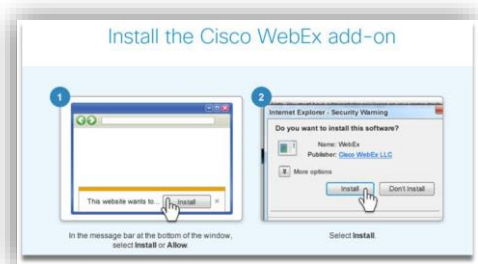 Install the Cisco WebEx add-on
1
This website wants to...
Install
×
In the message bar at the bottom of the window,
select Install or Allow
2
Internet Explorer - Security Warning
Do you want to install this software?
Name: WebEx
Publisher: Cisco WebEx LLC
More options
Install
Don't Install
Select Install.